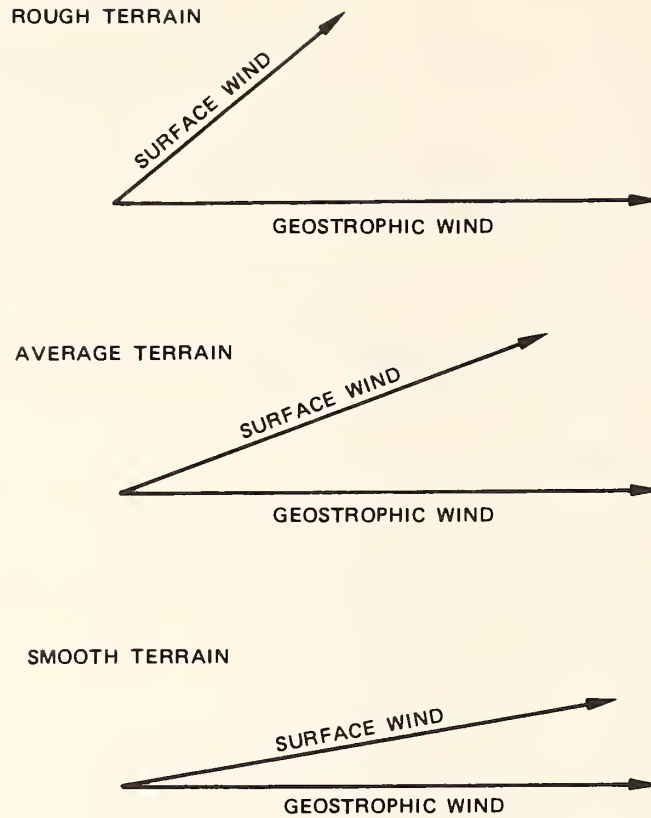 ROUGH TERRAIN
SURFACE WIND
GEOSTROPHIC WIND
AVERAGE TERRAIN
SURFACE WIND
GEOSTROPHIC WIND
SMOOTH TERRAIN
SURFACE WIND
GEOSTROPHIC WIND